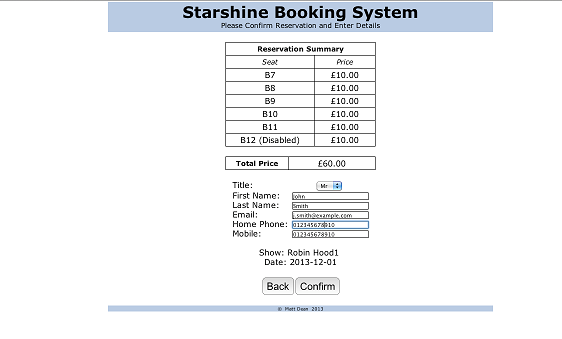 Starshine Booking System
Please Confirm Reservation and Enter Details
Reservation Summary
Seat Price
B7 £10.00
B8 £10.00
B9 £10.00
B10 £10.00
B11 £10.00
B12 (Disabled) £10.00
Total Price £60.00
Title: Mr
First Name: John
Last Name: Smith
Email: j.smith@example.com
Home Phone: 012345678910
Mobile: 012345678910
Show: Robin Hood1
Date: 2013-12-01
Back Confirm
© Matt Dean 2013